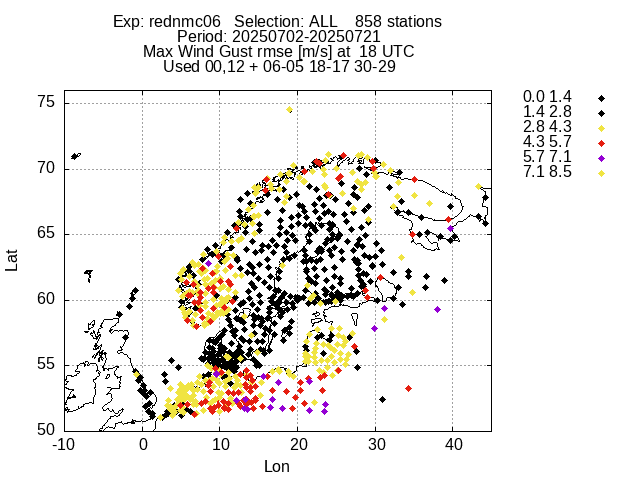 Exp: rednmc06   Selection: ALL    858 stations
Period: 20250702-20250721
Max Wind Gust rmse [m/s] at  18 UTC
Used 00,12 + 06-05 18-17 30-29
0.0 1.4
1.4 2.8
2.8 4.3
4.3 5.7
5.7 7.1
7.1 8.5
75
70
65
60
55
50
Lat
-10 0 10 20 30 40
Lon